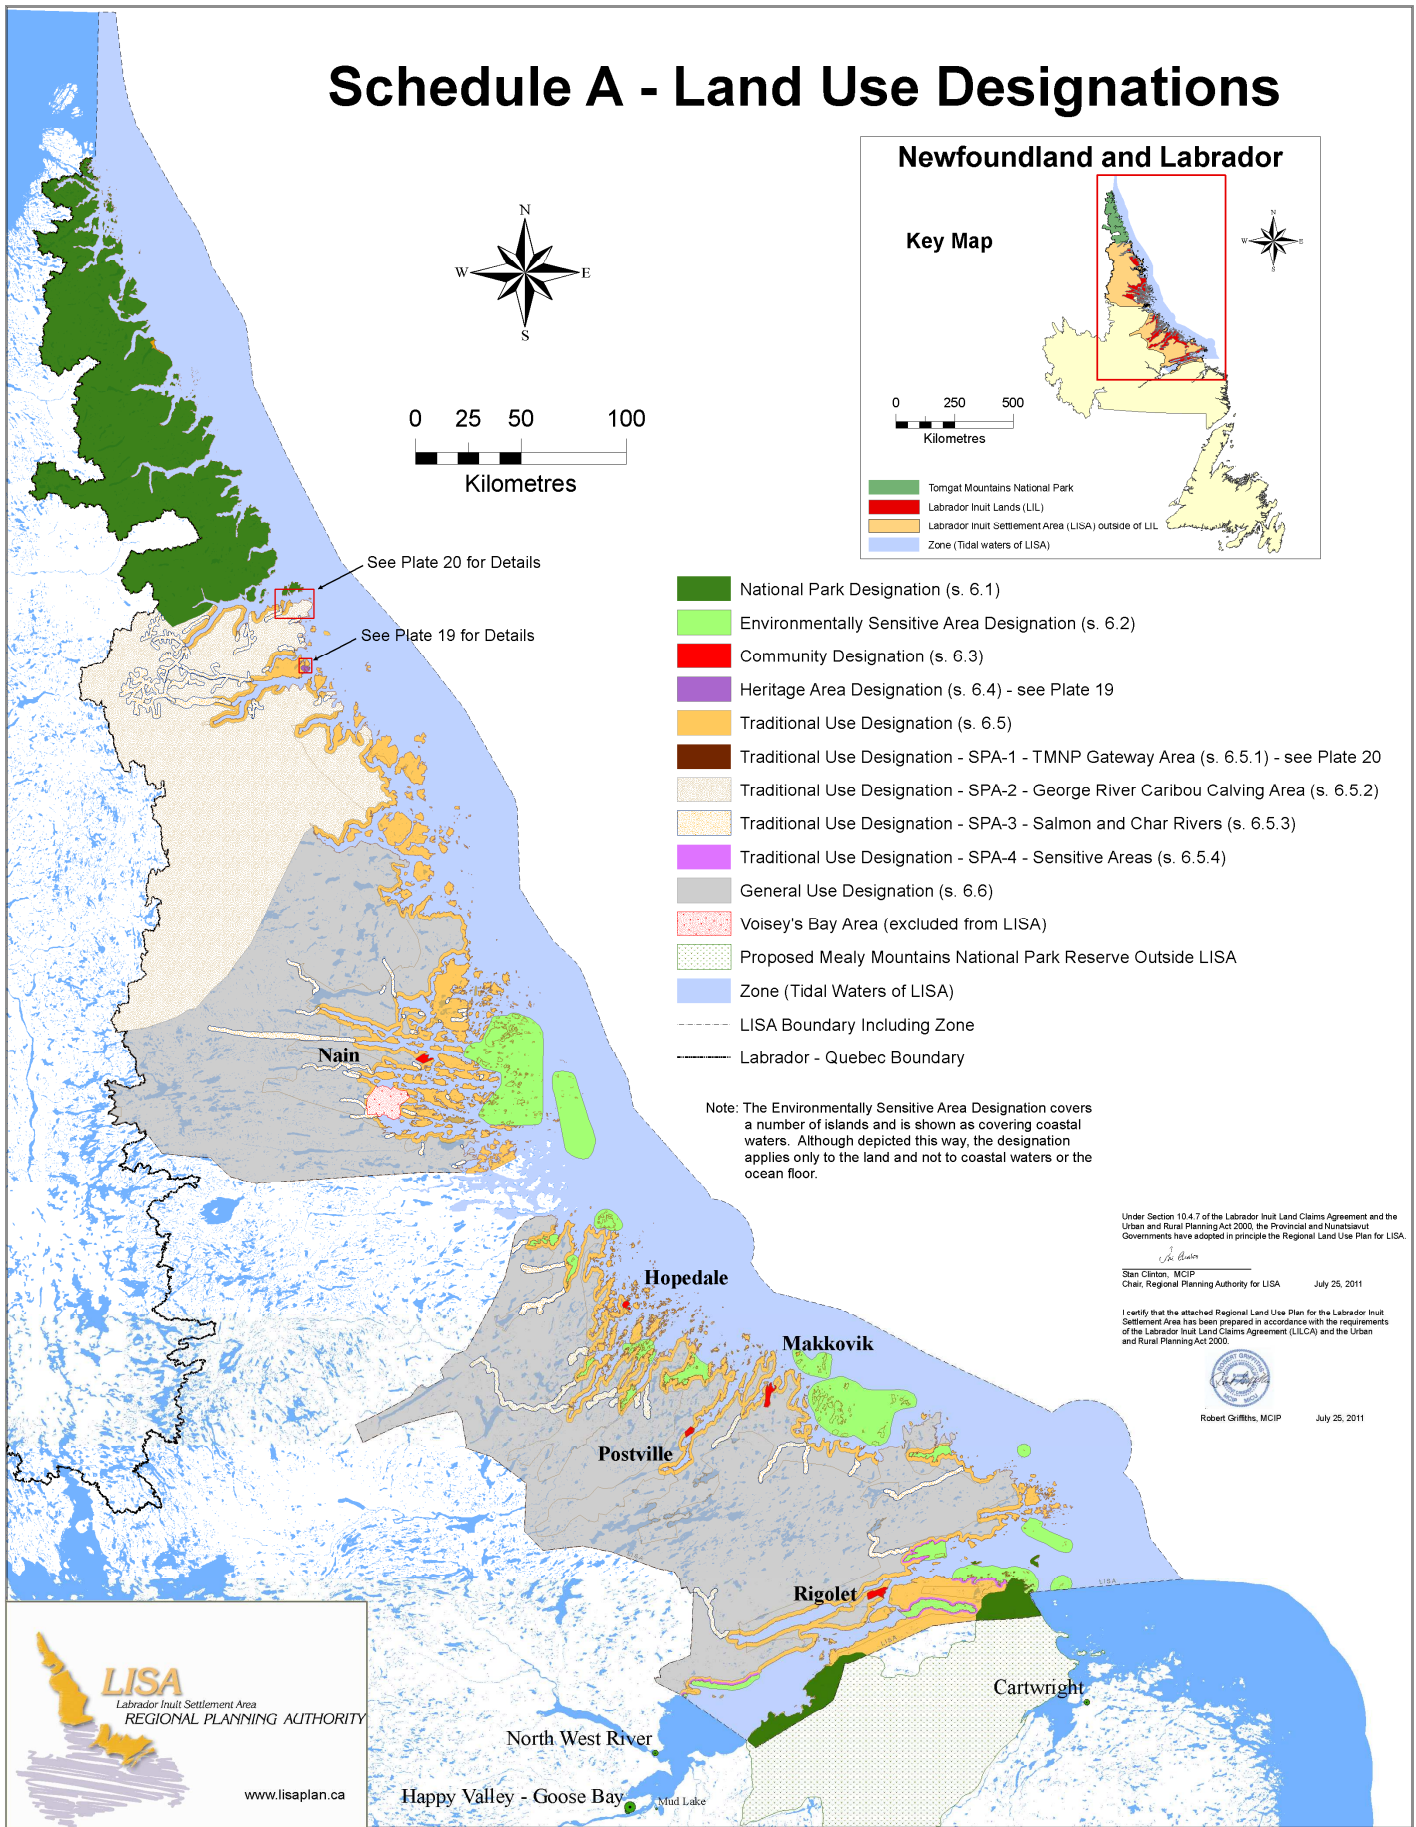 Schedule A - Land Use Designations
Newfoundland and Labrador
Key Map
N
W
E
S
0 250 500
Kilometres
Torngat Mountains National Park
Labrador Inuit Lands (LIL)
Labrador Inuit Settlement Area (LISA) outside of LIL
Zone (Tidal waters of LISA)
N
W
E
S
0 25 50 100
Kilometres
See Plate 20 for Details
See Plate 19 for Details
National Park Designation (s. 6.1)
Environmentally Sensitive Area Designation (s. 6.2)
Community Designation (s. 6.3)
Heritage Area Designation (s. 6.4) - see Plate 19
Traditional Use Designation (s. 6.5)
Traditional Use Designation - SPA-1 - TMNP Gateway Area (s. 6.5.1) - see Plate 20
Traditional Use Designation - SPA-2 - George River Caribou Calving Area (s. 6.5.2)
Traditional Use Designation - SPA-3 - Salmon and Char Rivers (s. 6.5.3)
Traditional Use Designation - SPA-4 - Sensitive Areas (s. 6.5.4)
General Use Designation (s. 6.6)
Voisey's Bay Area (excluded from LISA)
Proposed Mealy Mountains National Park Reserve Outside LISA
Zone (Tidal Waters of LISA)
LISA Boundary Including Zone
Labrador - Quebec Boundary
Note: The Environmentally Sensitive Area Designation covers
a number of islands and is shown as covering coastal
waters. Although depicted this way, the designation
applies only to the land and not to coastal waters or the
ocean floor.
Under Section 10.4.7 of the Labrador Inuit Land Claims Agreement and the
Urban and Rural Planning Act 2000, the Provincial and Nunatsiavut
Governments have adopted in principle the Regional Land Use Plan for LISA.
Stan Clinton, MCIP
Chair, Regional Planning Authority for LISA July 25, 2011
I certify that the attached Regional Land Use Plan for the Labrador Inuit
Settlement Area has been prepared in accordance with the requirements
of the Labrador Inuit Land Claims Agreement (LILCA) and the Urban
and Rural Planning Act 2000.
ROBERT GRIFFITHS
Robert Griffiths, MCIP July 25, 2011
Nain
Hopedale
Makkovik
Postville
Rigolet
LISA
LISA
LISA
Cartwright
North West River
Happy Valley - Goose Bay
Mud Lake
LISA
Labrador Inuit Settlement Area
REGIONAL PLANNING AUTHORITY
www.lisaplan.ca